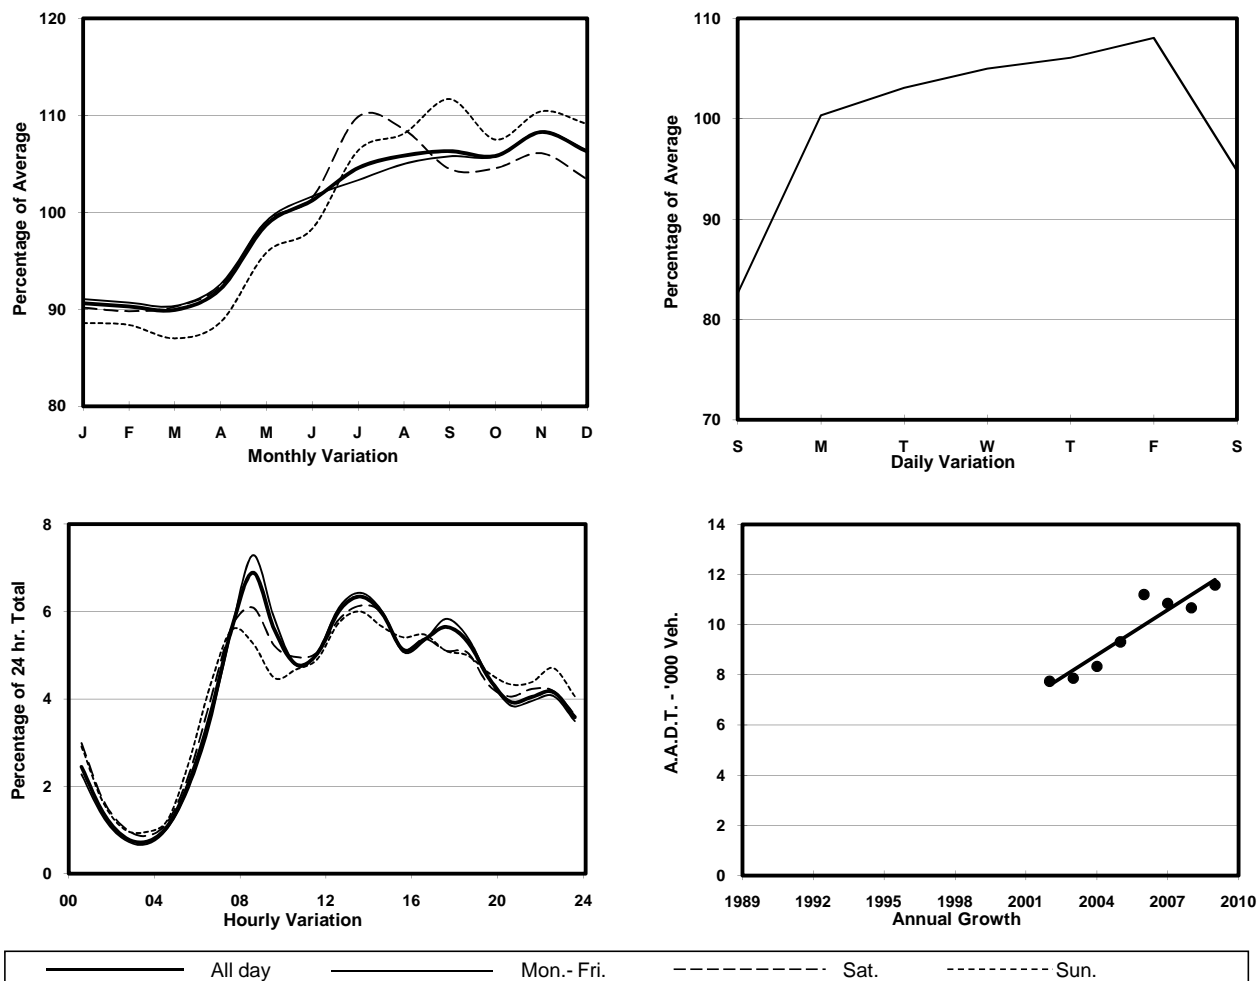 120
110
100
90
80
Percentage of Average
J F M A M J J A S O N D
Monthly Variation
110
100
90
80
70
Percentage of Average
S M T W T F S
Daily Variation
8
6
4
2
0
Percentage of 24 hr. Total
00 04 08 12 16 20 24
Hourly Variation
14
12
10
8
6
4
2
0
A.A.D.T. - '000 Veh.
1989 1992 1995 1998 2001 2004 2007 2010
Annual Growth
All day Mon.- Fri. Sat. Sun.